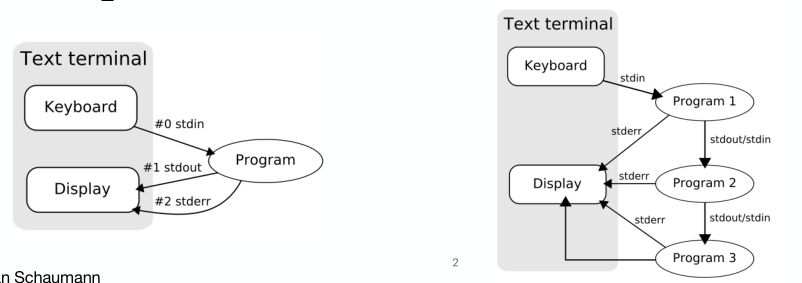 Text terminal
Keyboard
#0 stdin
Program
#1 stdout
Display
#2 stderr
Text terminal
Keyboard
stdin
Program 1
stderr
stdout/stdin
Display
stderr
Program 2
stderr
stdout/stdin
Program 3
2
Schaumann